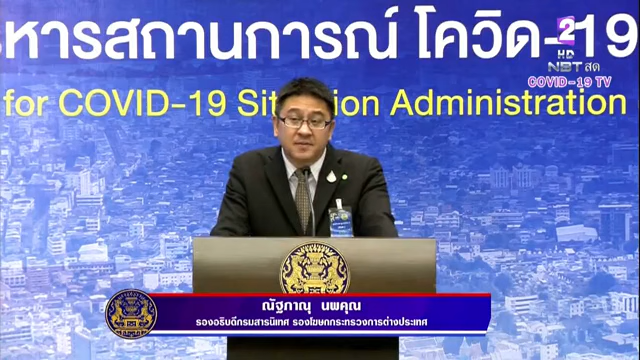 ริหารสถานการณ์ โควิด-19
for COVID-19 Sit ion Administration
2
HD
NBT สด
COVID-19 TV
ณัฐภาณุ นพคุณ
รองอธิบดีกรมสารนิเทศ รองโฆษกกระทรวงการต่างประเทศ